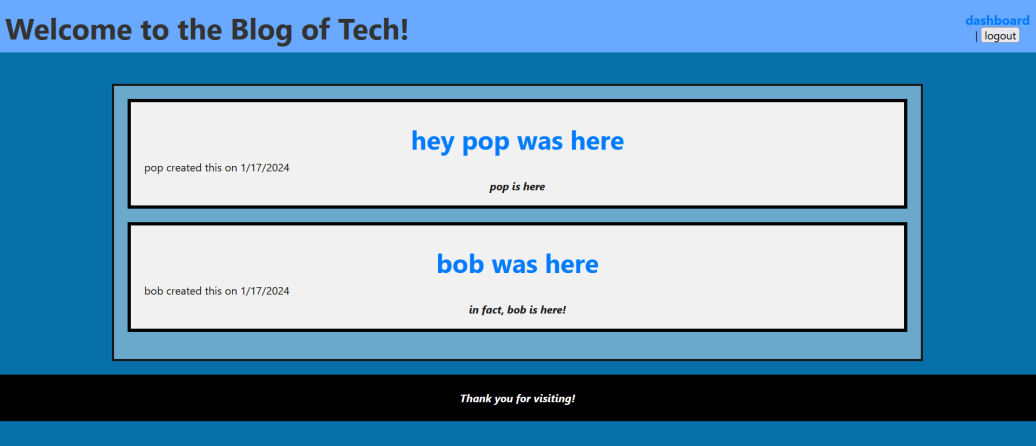 Welcome to the Blog of Tech!
dashboard
| logout
hey pop was here
pop created this on 1/17/2024
pop is here
bob was here
bob created this on 1/17/2024
in fact, bob is here!
Thank you for visiting!